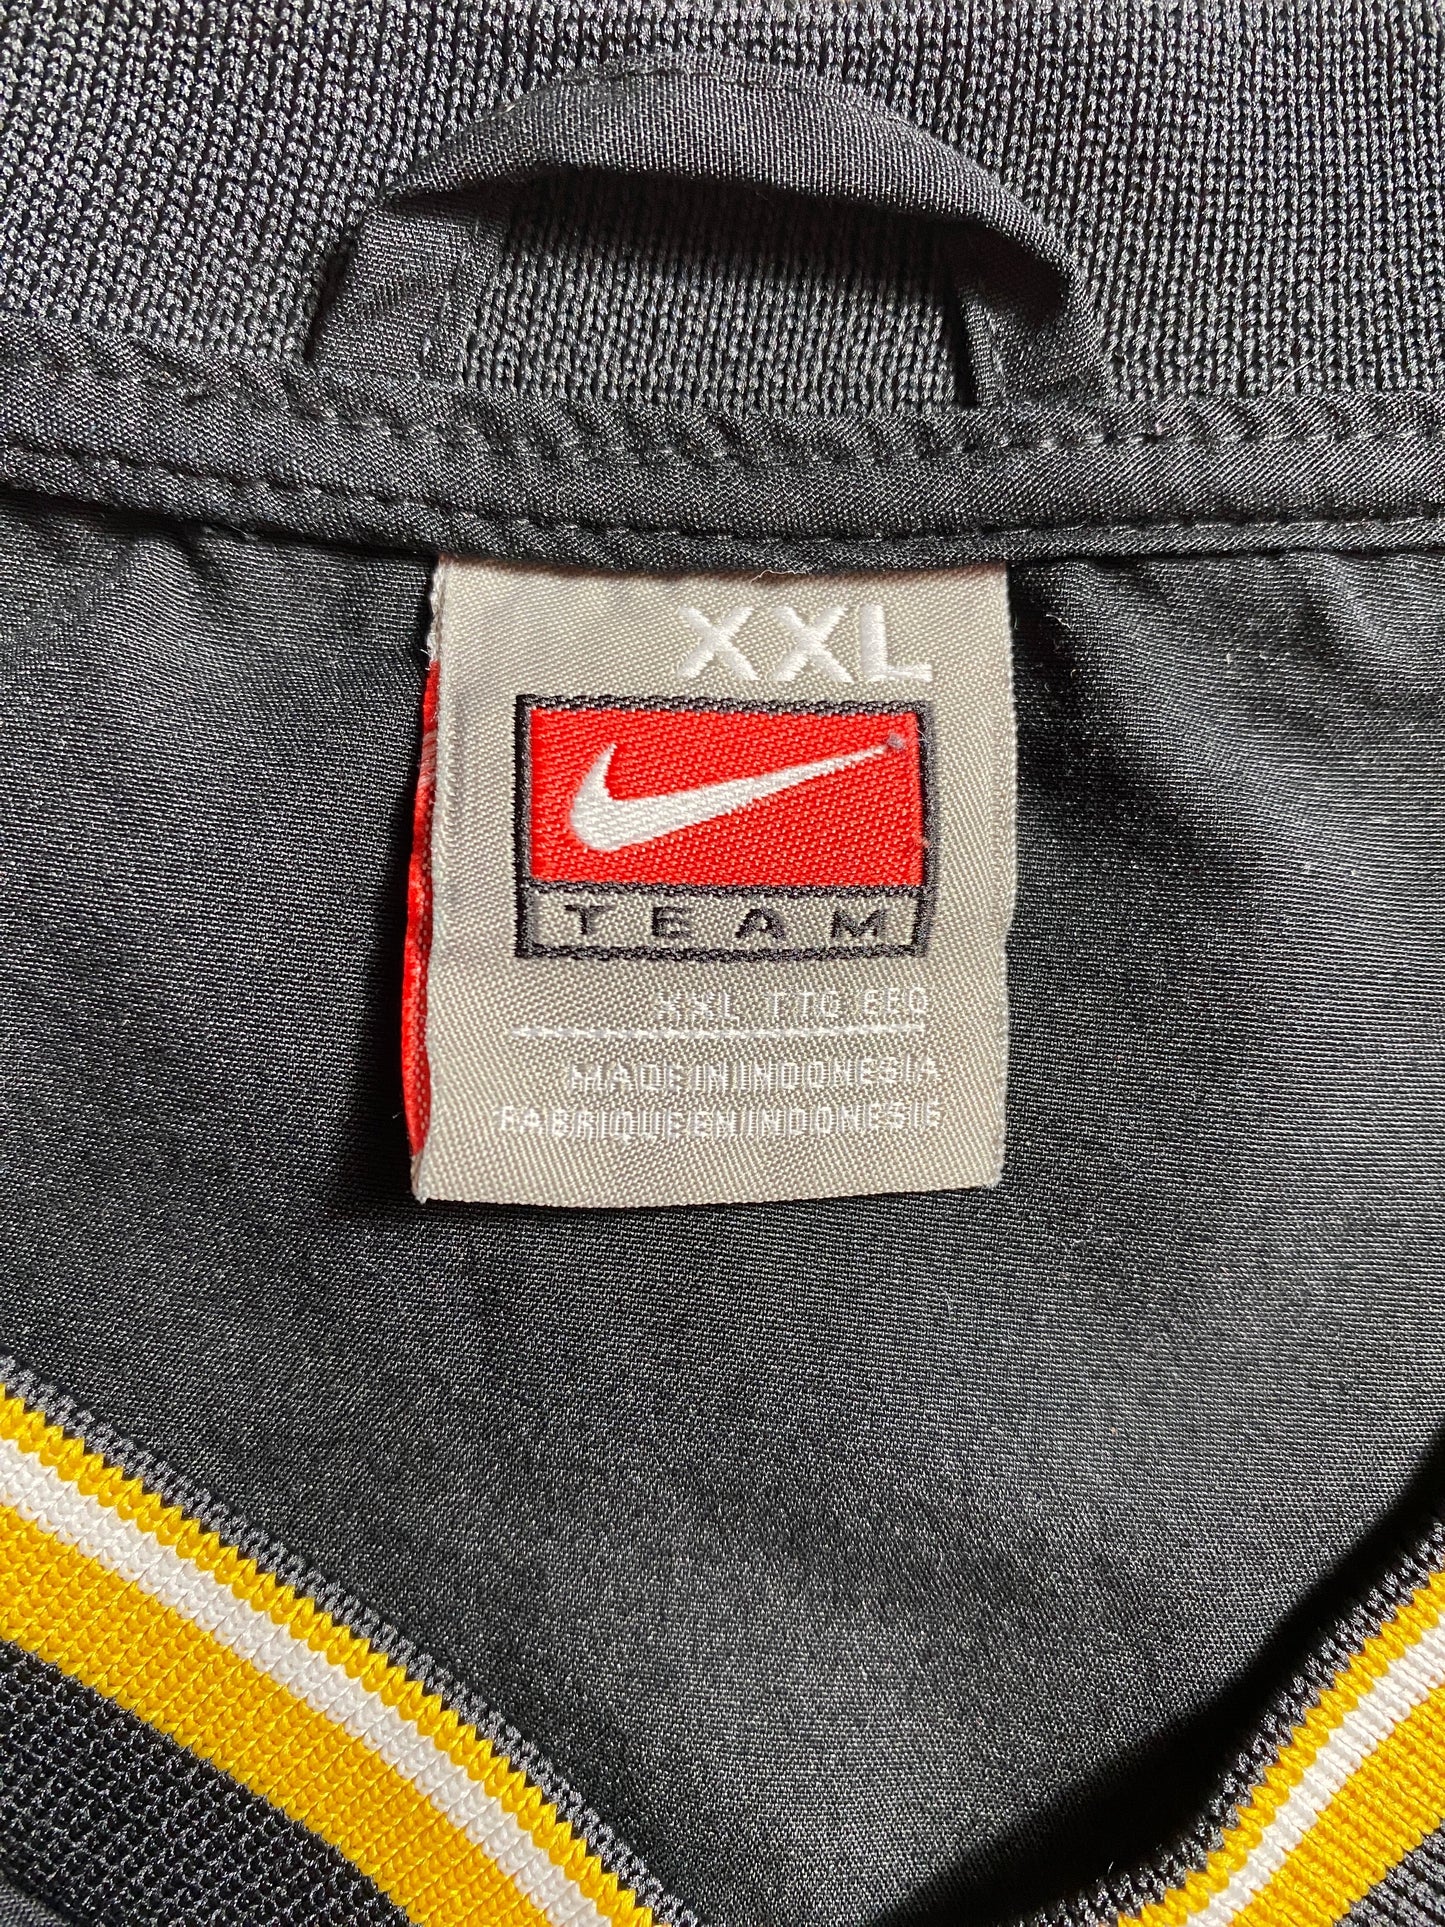 XXL
TEAM
XXL TTG EEG
MADE IN INDONESIA
FABRIQUE EN INDONESIE